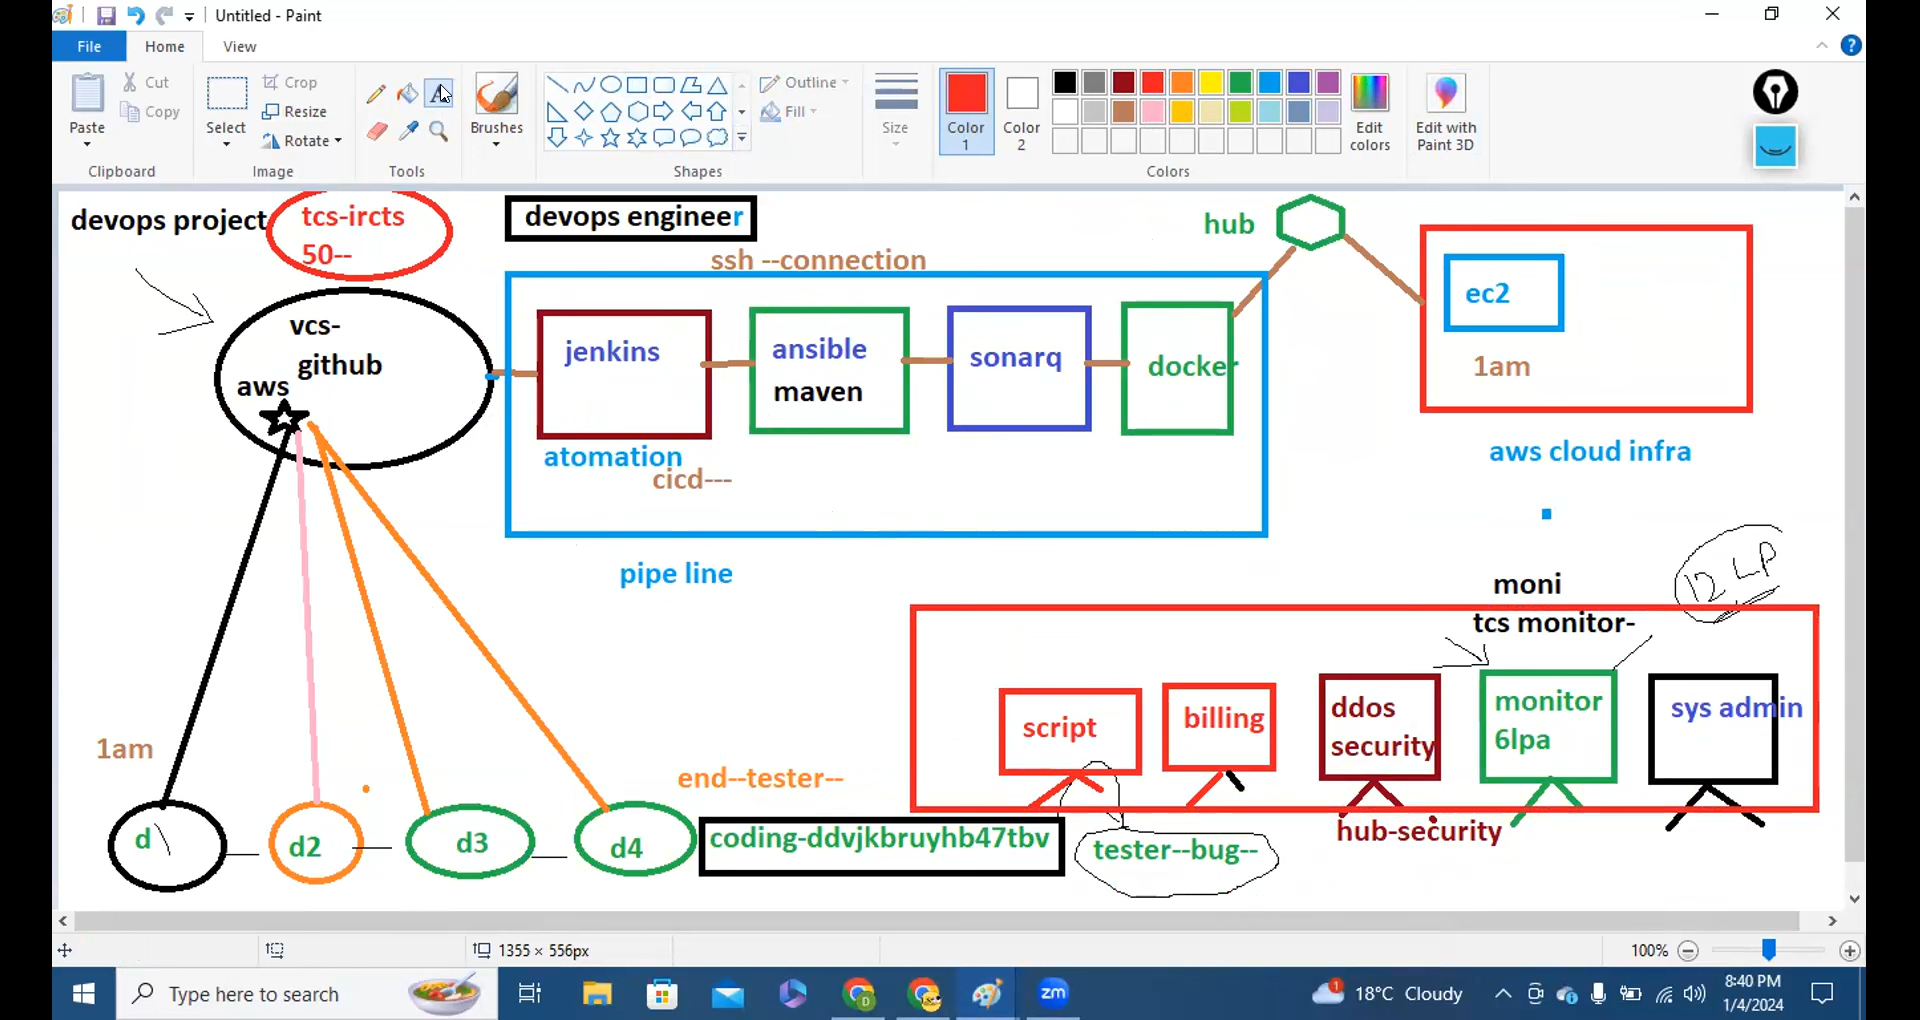 Untitled - Paint
File
Home
View
Paste
Cut
Copy
Clipboard
Select
Crop
Resize
Rotate
Image
A
Tools
Brushes
Shapes
Outline
Fill
Size
Color
1
Color
2
Colors
Edit
colors
Edit with
Paint 3D
devops project
tcs-ircts
50--
devops engineer
ssh --connection
hub
ec2
1am
aws cloud infra
vcs-
github
aws
jenkins
ansible
maven
sonarq
docker
atomation
cicd---
pipe line
moni
12 LP
tcs monitor-
script
billing
ddos
security
monitor
6lpa
sys admin
hub-security
1am
end--tester--
d
d2
d3
d4
coding-ddvjkbruyhb47tbv
tester--bug--
1355 × 556px
100%
Type here to search
D
zm
1
18°C Cloudy
8:40 PM
1/4/2024